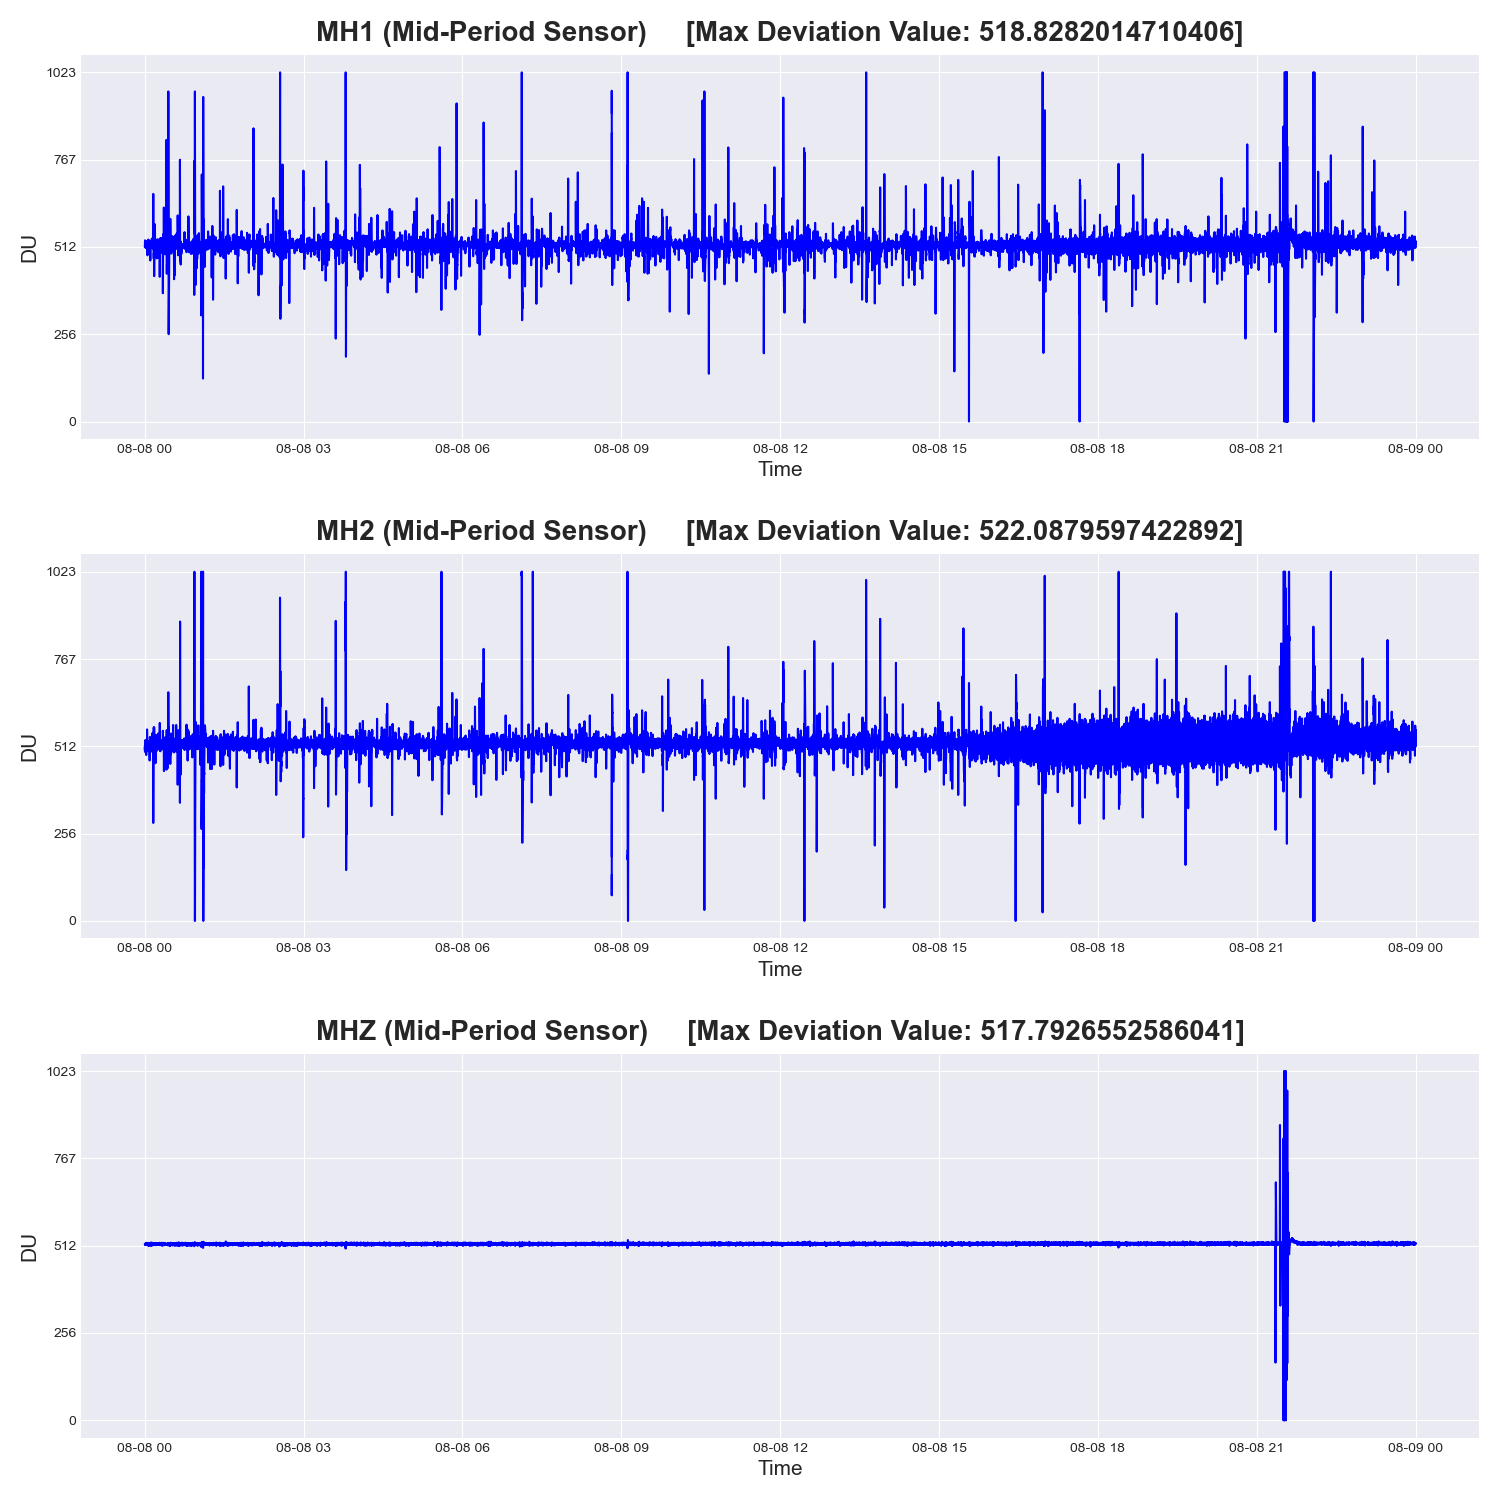 MH1 (Mid-Period Sensor) [Max Deviation Value: 518.8282014710406]
1023
767
512
256
0
DU
08-08 00 08-08 03 08-08 06 08-08 09 08-08 12 08-08 15 08-08 18 08-08 21 08-09 00
Time
MH2 (Mid-Period Sensor) [Max Deviation Value: 522.0879597422892]
1023
767
512
256
0
DU
08-08 00 08-08 03 08-08 06 08-08 09 08-08 12 08-08 15 08-08 18 08-08 21 08-09 00
Time
MHZ (Mid-Period Sensor) [Max Deviation Value: 517.7926552586041]
1023
767
512
256
0
DU
08-08 00 08-08 03 08-08 06 08-08 09 08-08 12 08-08 15 08-08 18 08-08 21 08-09 00
Time